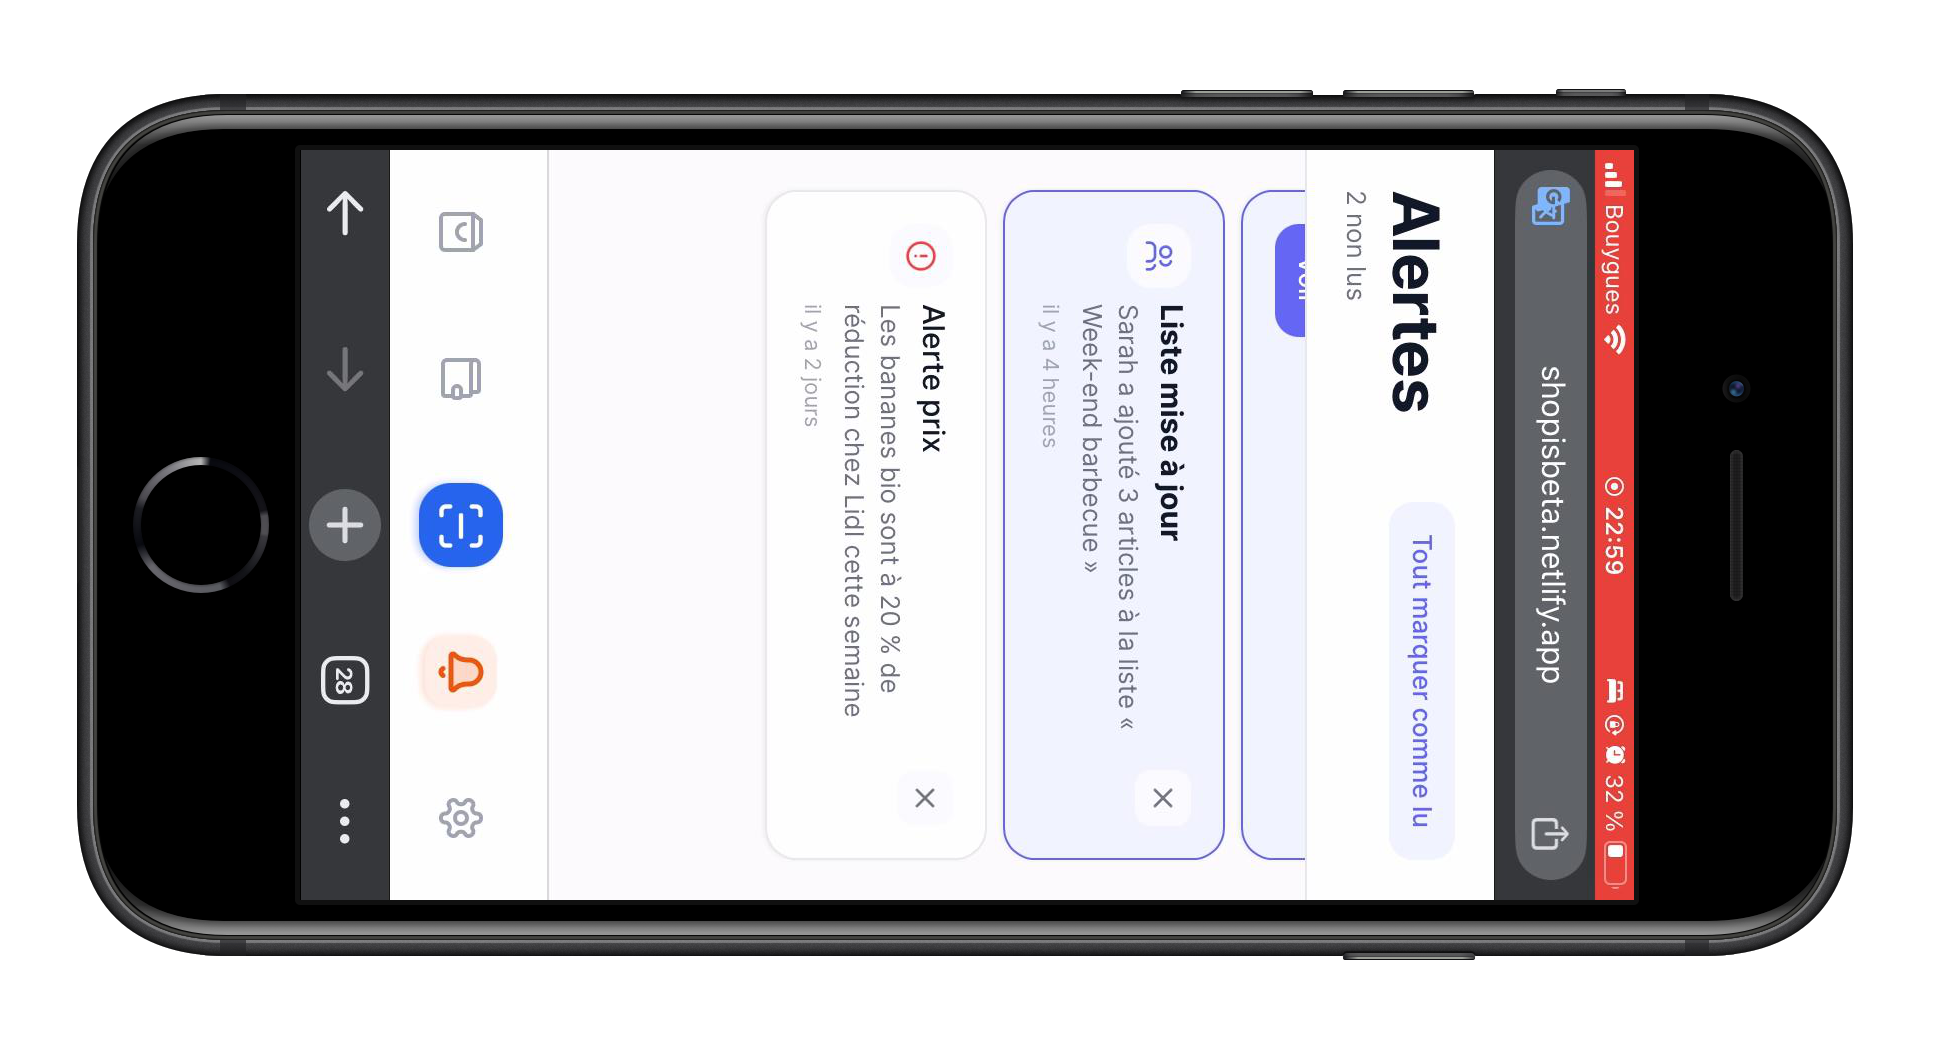 Bouygues 22:59 32 %
shopisbeta.netlify.app
Alertes
Tout marquer comme lu
2 non lus
Voir
Liste mise à jour
Sarah a ajouté 3 articles à la liste «
Week-end barbecue »
il y a 4 heures
Alerte prix
Les bananes bio sont à 20 % de
réduction chez Lidl cette semaine
il y a 2 jours
28